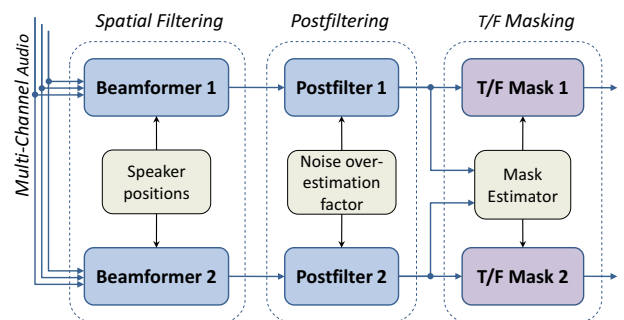 Spatial Filtering
Postfiltering
T/F Masking
Multi-Channel Audio
Beamformer 1
Postfilter 1
T/F Mask 1
Speaker
positions
Noise over-
estimation
factor
Mask
Estimator
Beamformer 2
Postfilter 2
T/F Mask 2